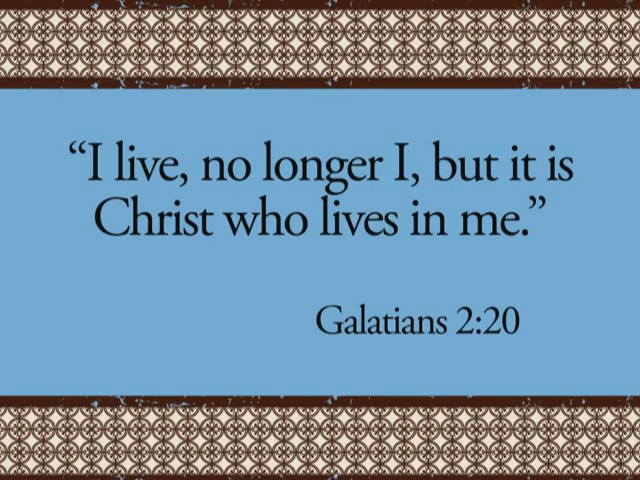 “I live, no longer I, but it is
Christ who lives in me.”
Galatians 2:20